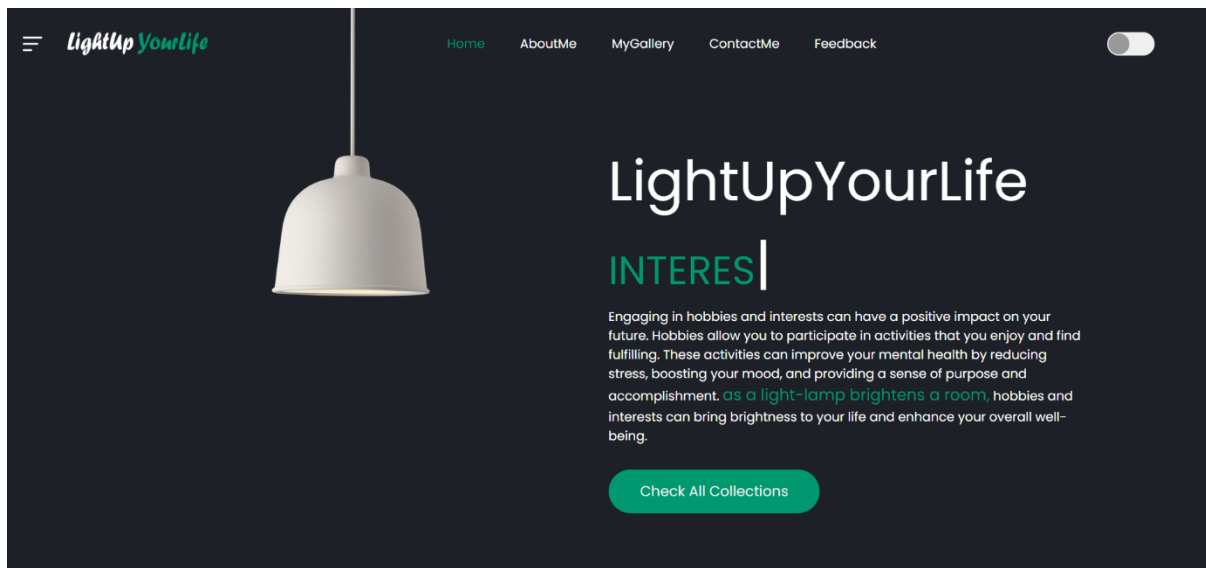 LightUp YourLife
Home AboutMe MyGallery ContactMe Feedback
LightUpYourLife
INTERES
Engaging in hobbies and interests can have a positive impact on your
future. Hobbies allow you to participate in activities that you enjoy and find
fulfilling. These activities can improve your mental health by reducing
stress, boosting your mood, and providing a sense of purpose and
accomplishment. as a light-lamp brightens a room, hobbies and
interests can bring brightness to your life and enhance your overall well-
being.
Check All Collections